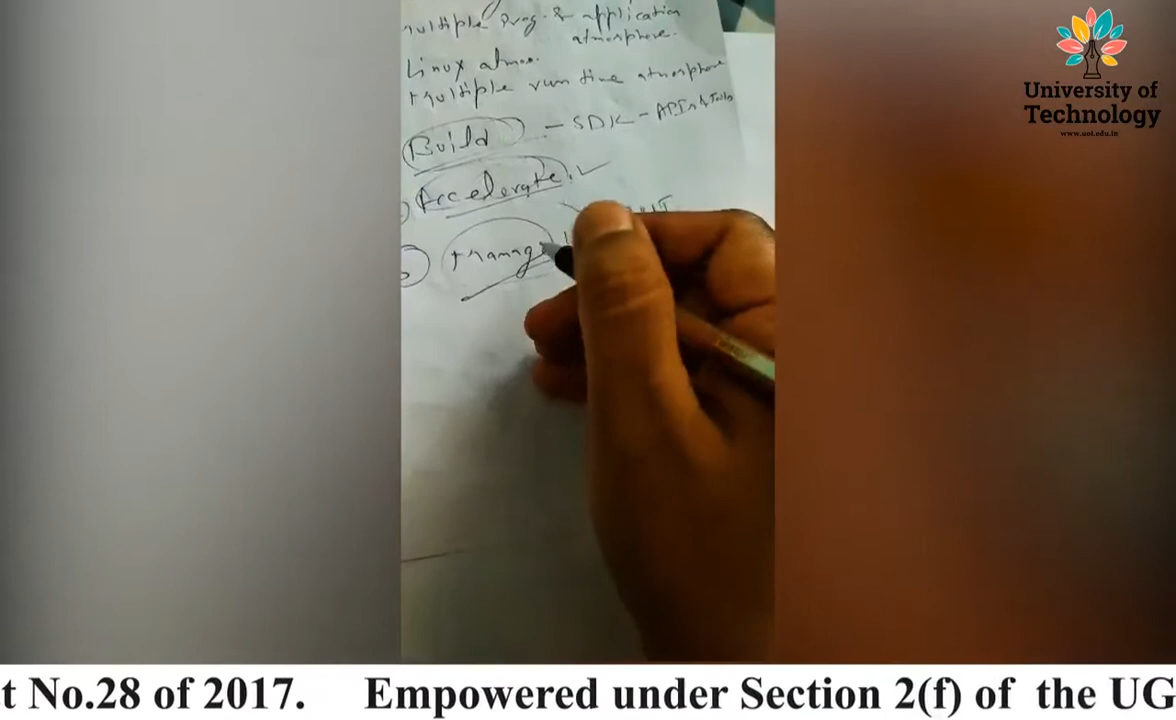 Multiple Prog. & application
atmosphere.
Linux atmos.
Multiple run time atmosphere
Build - SDK - APIs & Tools
Accelerate.
Manage
University of
Technology
www.uot.edu.in
t No.28 of 2017. Empowered under Section 2(f) of the UG